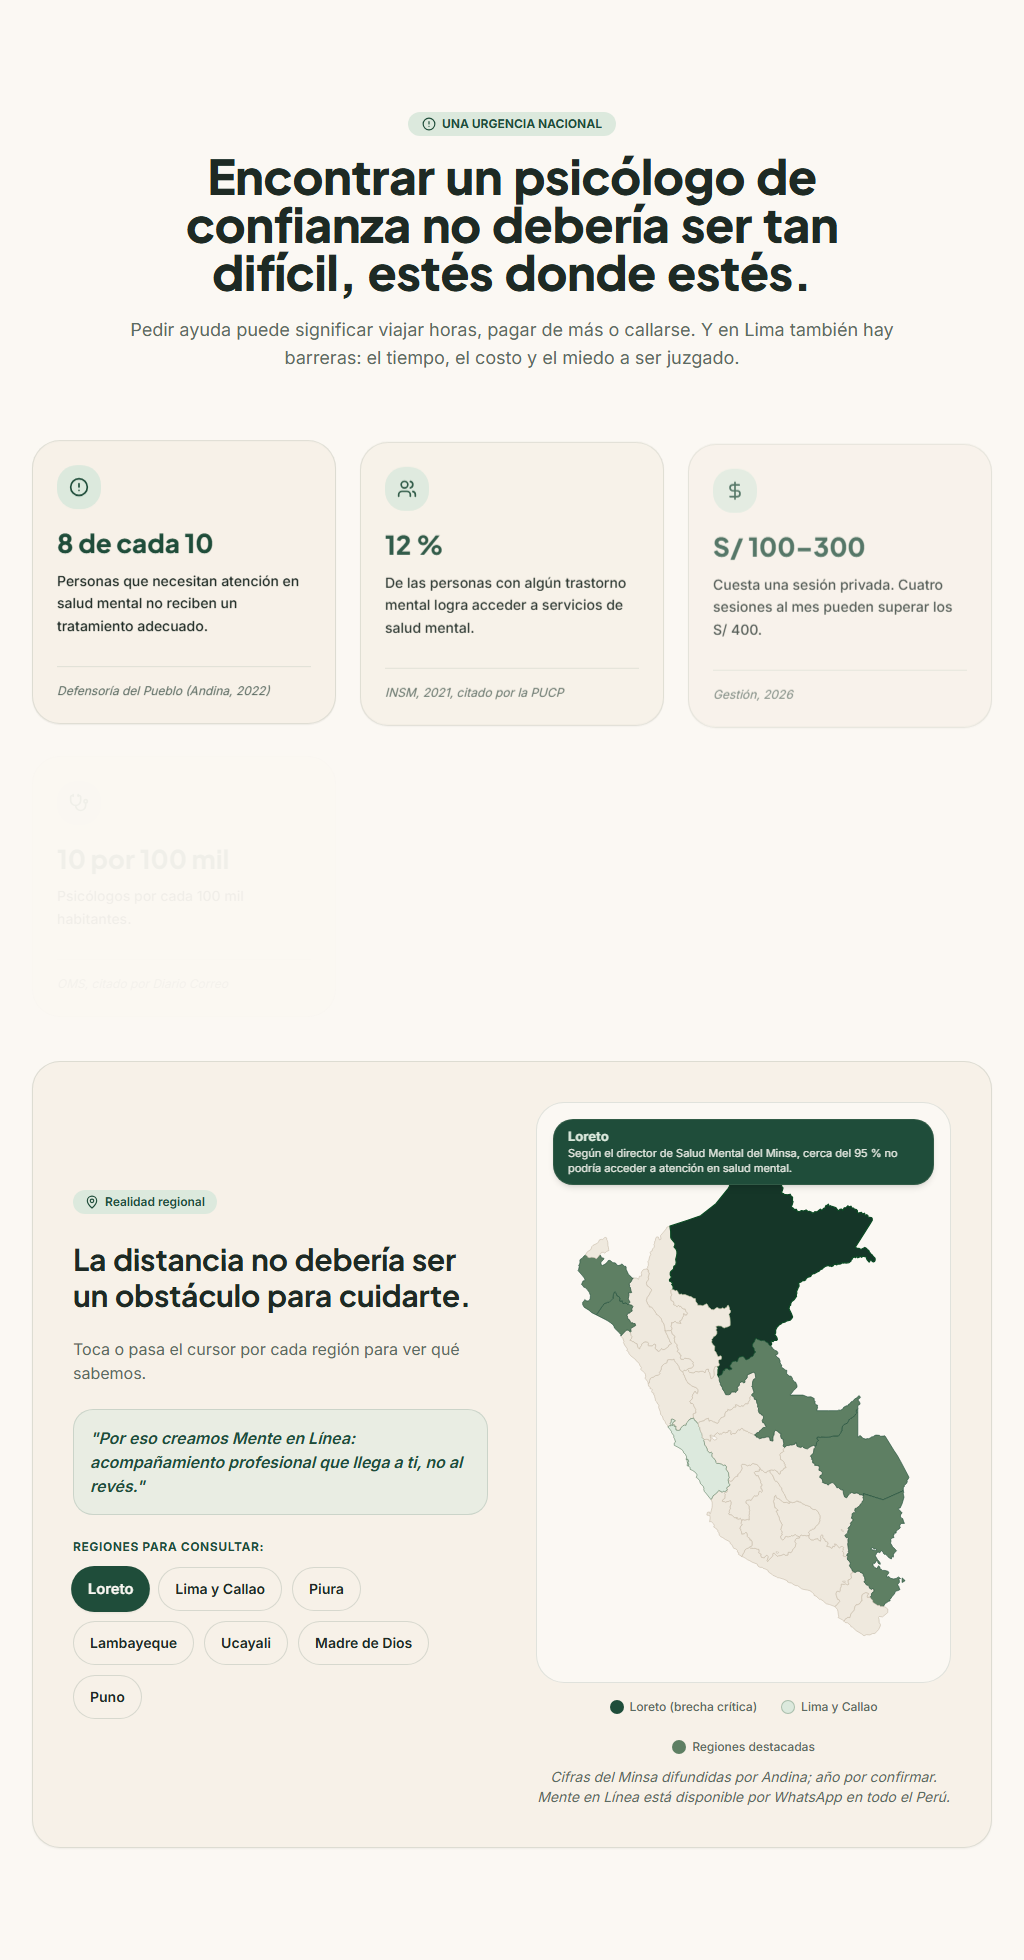 UNA URGENCIA NACIONAL
Encontrar un psicólogo de
confianza no debería ser tan
difícil, estés donde estés.
Pedir ayuda puede significar viajar horas, pagar de más o callarse. Y en Lima también hay
barreras: el tiempo, el costo y el miedo a ser juzgado.
8 de cada 10
Personas que necesitan atención en
salud mental no reciben un
tratamiento adecuado.
Defensoría del Pueblo (Andina, 2022)
12 %
De las personas con algún trastorno
mental logra acceder a servicios de
salud mental.
INSM, 2021, citado por la PUCP
S/ 100–300
Cuesta una sesión privada. Cuatro
sesiones al mes pueden superar los
S/ 400.
Gestión, 2026
10 por 100 mil
Psicólogos por cada 100 mil
habitantes.
OMS, citado por Diario Correo
Realidad regional
La distancia no debería ser
un obstáculo para cuidarte.
Toca o pasa el cursor por cada región para ver qué
sabemos.
"Por eso creamos Mente en Línea:
acompañamiento profesional que llega a ti, no al
revés."
REGIONES PARA CONSULTAR:
Loreto
Lima y Callao
Piura
Lambayeque
Ucayali
Madre de Dios
Puno
Loreto
Según el director de Salud Mental del Minsa, cerca del 95 % no
podría acceder a atención en salud mental.
Loreto (brecha crítica)
Lima y Callao
Regiones destacadas
Cifras del Minsa difundidas por Andina; año por confirmar.
Mente en Línea está disponible por WhatsApp en todo el Perú.